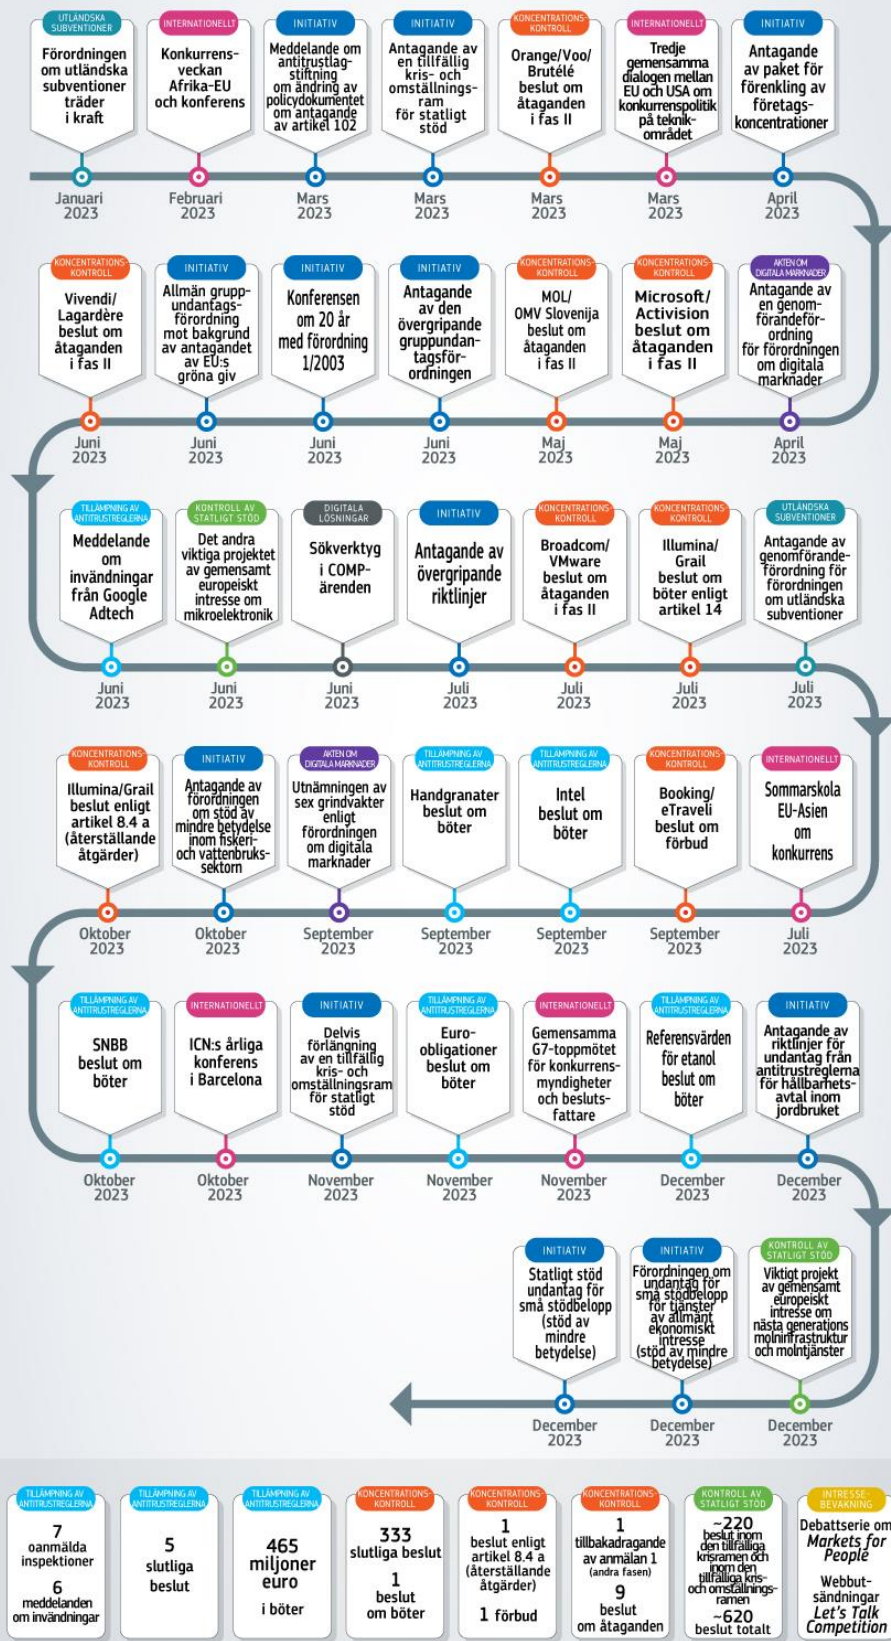 UTLÄNDSKA
SUBVENTIONER
Förordningen
om utländska
subventioner
träder
i kraft
Januari
2023
INTERNATIONELLT
Konkurrens-
veckan
Afrika-EU
och konferens
Februari
2023
INITIATIV
Meddelande om
antitrustlag-
stiftning
om ändring av
policydokumentet
om antagande
av artikel 102
Mars
2023
INITIATIV
Antagande av
en tillfällig
kris- och
omställnings-
ram
för statligt
stöd
Mars
2023
KONCENTRATIONS-
KONTROLL
Orange/Voo/
Brutélé
beslut om
åtaganden
i fas II
Mars
2023
INTERNATIONELLT
Tredje
gemensamma
dialogen mellan
EU och USA om
konkurrenspolitik
på teknik-
området
Mars
2023
INITIATIV
Antagande
av paket för
förenkling av
företags-
koncentrationer
April
2023
KONCENTRATIONS-
KONTROLL
Vivendi/
Lagardère
beslut om
åtaganden
i fas II
Juni
2023
INITIATIV
Allmän grupp-
undantags-
förordning
mot bakgrund
av antagandet
av EU:s
gröna giv
Juni
2023
INITIATIV
Konferensen
om 20 år
med förordning
1/2003
Juni
2023
INITIATIV
Antagande
av den
övergripande
gruppundan-
tagsför-
ordningen
Juni
2023
KONCENTRATIONS-
KONTROLL
MOL/
OMV Slovenija
beslut om
åtaganden
i fas II
Maj
2023
KONCENTRATIONS-
KONTROLL
Microsoft/
Activision
beslut om
åtaganden
i fas II
Maj
2023
AKTEN OM
DIGITALA MARKNADER
Antagande av
en genom-
förandeför-
ordning
för förordningen
om digitala
marknader
April
2023
TILLÄMPNING AV
ANTITRUSTREGLERNA
Meddelande
om
invändningar
från Google
Adtech
Juni
2023
KONTROLL AV
STATLIGT STÖD
Det andra
viktiga projektet
av gemensamt
europeiskt
intresse om
mikroelektronik
Juni
2023
DIGITALA
LÖSNINGAR
Sökverktyg
i COMP-
ärenden
Juni
2023
INITIATIV
Antagande av
övergripande
riktlinjer
Juli
2023
KONCENTRATIONS-
KONTROLL
Broadcom/
VMware
beslut om
åtaganden
i fas II
Juli
2023
KONCENTRATIONS-
KONTROLL
Illumina/
Grail
beslut om
böter enligt
artikel 14
Juli
2023
UTLÄNDSKA
SUBVENTIONER
Antagande av
genomförande-
förordning för
förordningen
om utländska
subventioner
Juli
2023
KONCENTRATIONS-
KONTROLL
Illumina/Grail
beslut enligt
artikel 8.4 a
(återställande
åtgärder)
Oktober
2023
INITIATIV
Antagande av
förordningen
om stöd av
mindre betydelse
inom fiskeri-
och vattenbruks-
sektorn
Oktober
2023
AKTEN OM
DIGITALA MARKNADER
Utnämningen av
sex grindvakter
enligt
förordningen
om digitala
marknader
September
2023
TILLÄMPNING AV
ANTITRUSTREGLERNA
Handgranater
beslut om
böter
September
2023
TILLÄMPNING AV
ANTITRUSTREGLERNA
Intel
beslut om
böter
September
2023
KONCENTRATIONS-
KONTROLL
Booking/
eTraveli
beslut om
förbud
September
2023
INTERNATIONELLT
Sommarskola
EU-Asien
om
konkurrens
Juli
2023
TILLÄMPNING AV
ANTITRUSTREGLERNA
SNBB
beslut om
böter
Oktober
2023
INTERNATIONELLT
ICN:s årliga
konferens
i Barcelona
Oktober
2023
INITIATIV
Delvis
förlängning
av en tillfällig
kris- och
omställningsram
för statligt
stöd
November
2023
TILLÄMPNING AV
ANTITRUSTREGLERNA
Euro-
obligationer
beslut om
böter
November
2023
INTERNATIONELLT
Gemensamma
G7-toppmötet
för konkurrens-
myndigheter
och besluts-
fattare
November
2023
TILLÄMPNING AV
ANTITRUSTREGLERNA
Referensvärden
för etanol
beslut om
böter
December
2023
INITIATIV
Antagande av
riktlinjer för
undantag från
antitrustreglerna
för hållbarhets-
avtal inom
jordbruket
December
2023
INITIATIV
Statligt stöd
undantag för
små stödbelopp
(stöd av
mindre
betydelse)
December
2023
INITIATIV
Förordningen om
undantag för
små stödbelopp
för tjänster
av allmänt
ekonomiskt
intresse
(stöd av mindre
betydelse)
December
2023
KONTROLL AV
STATLIGT STÖD
Viktigt projekt
av gemensamt
europeiskt
intresse om
nästa generations
molninfrastruktur
och molntjänster
December
2023
TILLÄMPNING AV
ANTITRUSTREGLERNA
7
oanmälda
inspektioner
6
meddelanden
om invändningar
TILLÄMPNING AV
ANTITRUSTREGLERNA
5
slutliga
beslut
TILLÄMPNING AV
ANTITRUSTREGLERNA
465
miljoner
euro
i böter
KONCENTRATIONS-
KONTROLL
333
slutliga beslut
1
beslut
om böter
KONCENTRATIONS-
KONTROLL
1
beslut enligt
artikel 8.4 a
(återställande
åtgärder)
1 förbud
KONCENTRATIONS-
KONTROLL
1
tillbakadragande
av anmälan 1
(andra fasen)
9
beslut
om åtaganden
KONTROLL AV
STATLIGT STÖD
~220
beslut inom
den tillfälliga
krisramen och
inom den
tillfälliga kris-
och omställnings-
ramen
~620
beslut totalt
INTRESSE-
BEVAKNING
Debattserie om
Markets for
People
Webbut-
sändningar
Let's Talk
Competition